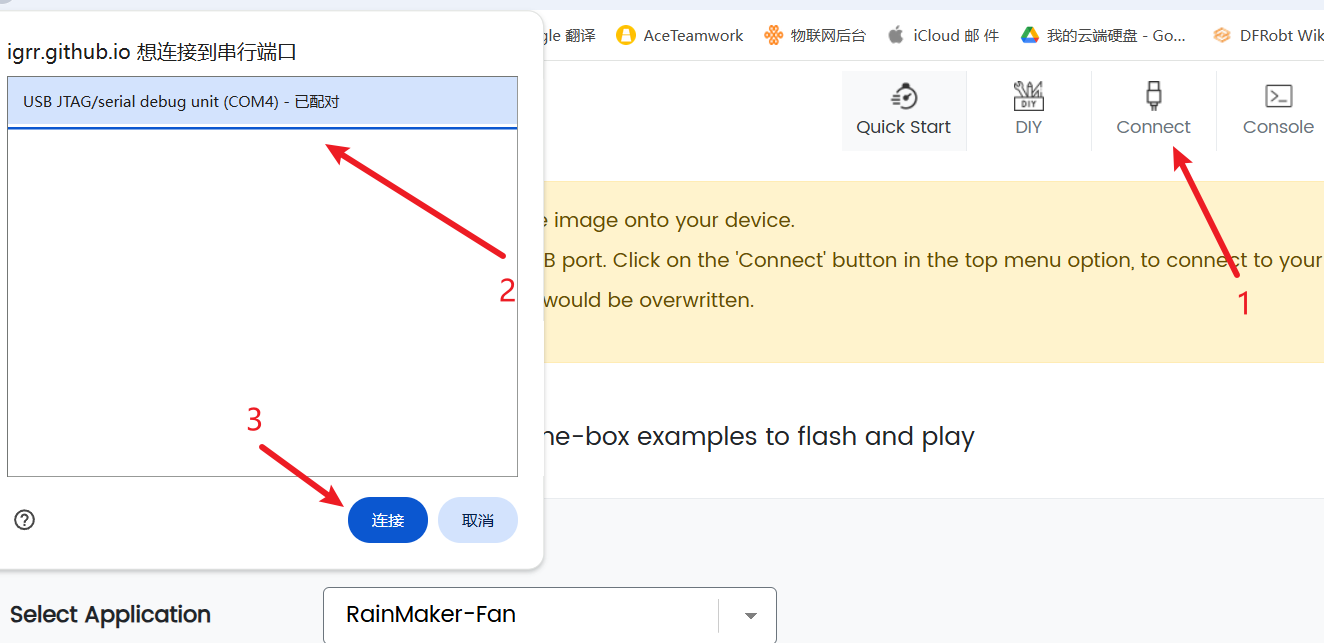 igrr.github.io 想连接到串行端口
USB JTAG/serial debug unit (COM4) - 已配对
2
3
连接
取消
gle 翻译
AceTeamwork
物联网后台
iCloud 邮 件
我的云端硬盘 - Go...
DFRobt Wik
Quick Start
DIY
DIY
Connect
Console
image onto your device.
B port. Click on the 'Connect' button in the top menu option, to connect to your
would be overwritten.
1
ne-box examples to flash and play
Select Application
RainMaker-Fan